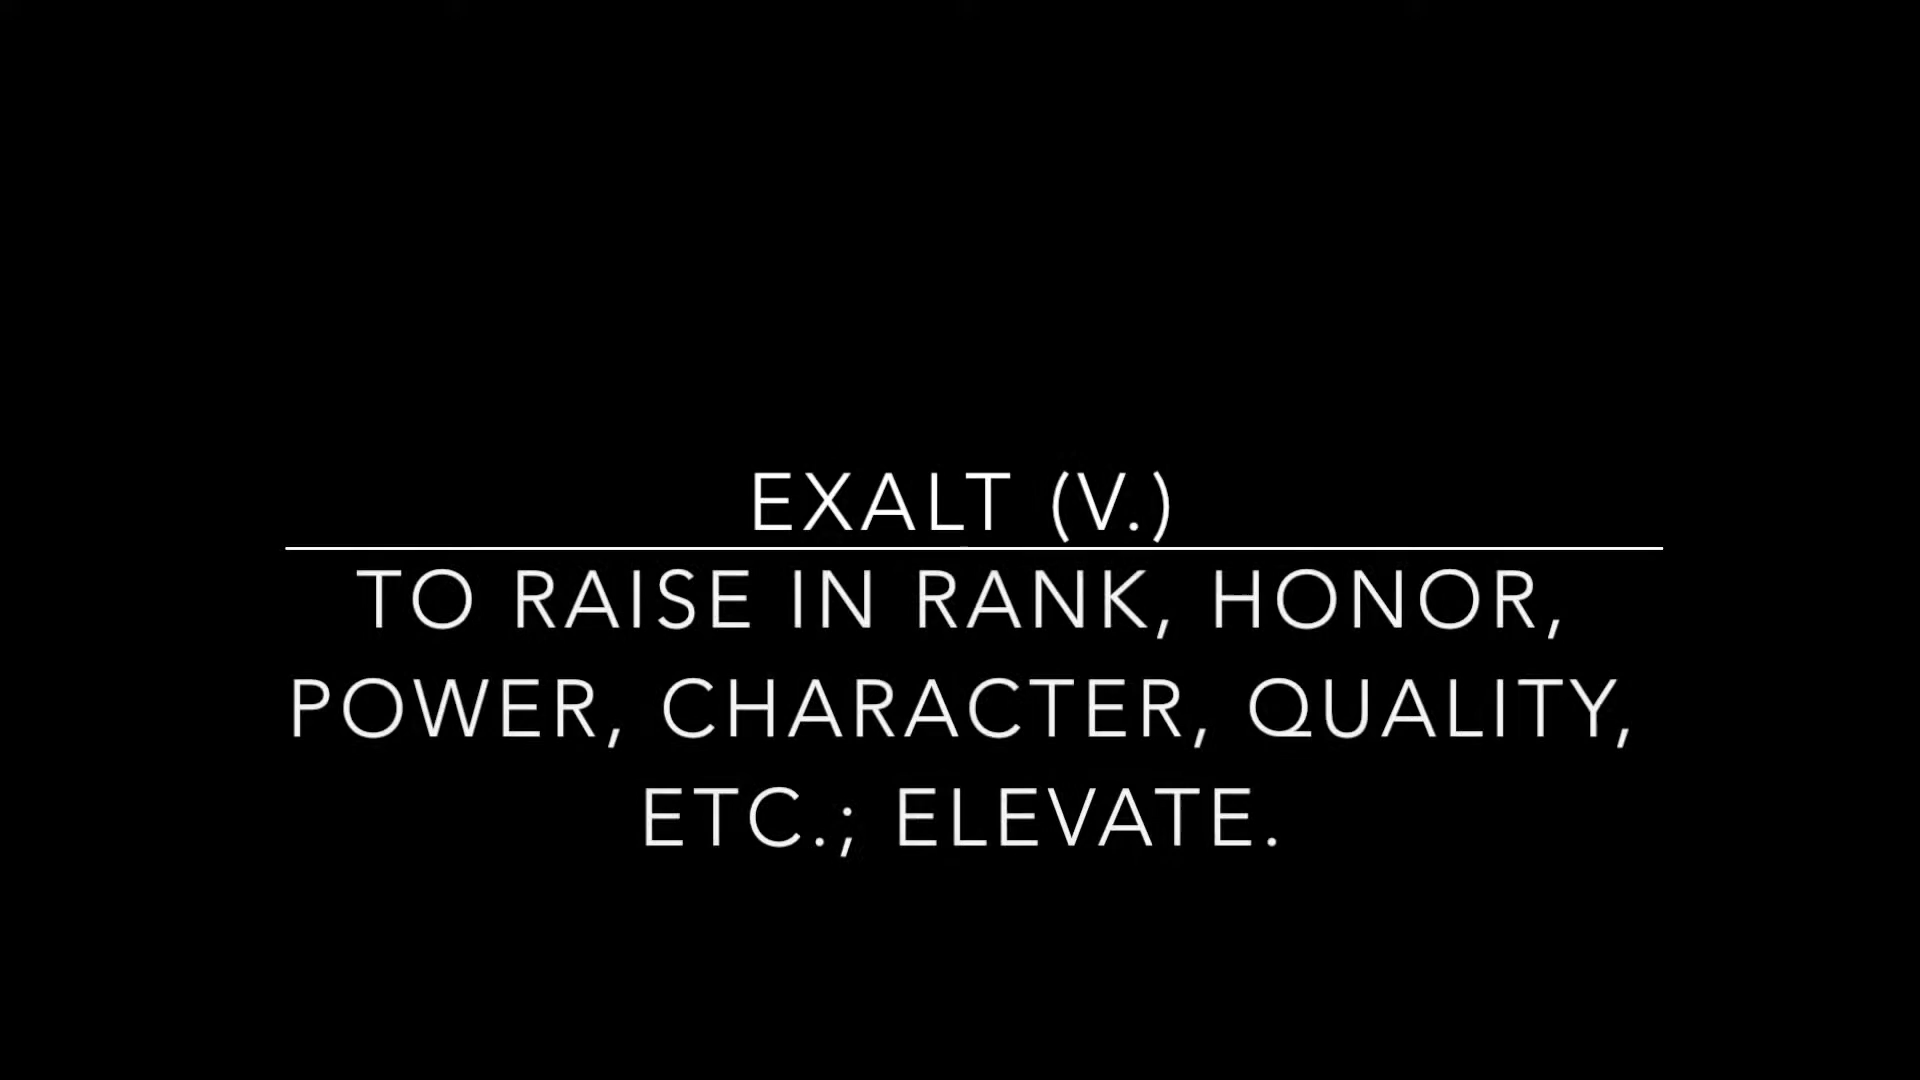 EXALT (V.)
TO RAISE IN RANK, HONOR,
POWER, CHARACTER, QUALITY,
ETC.; ELEVATE.